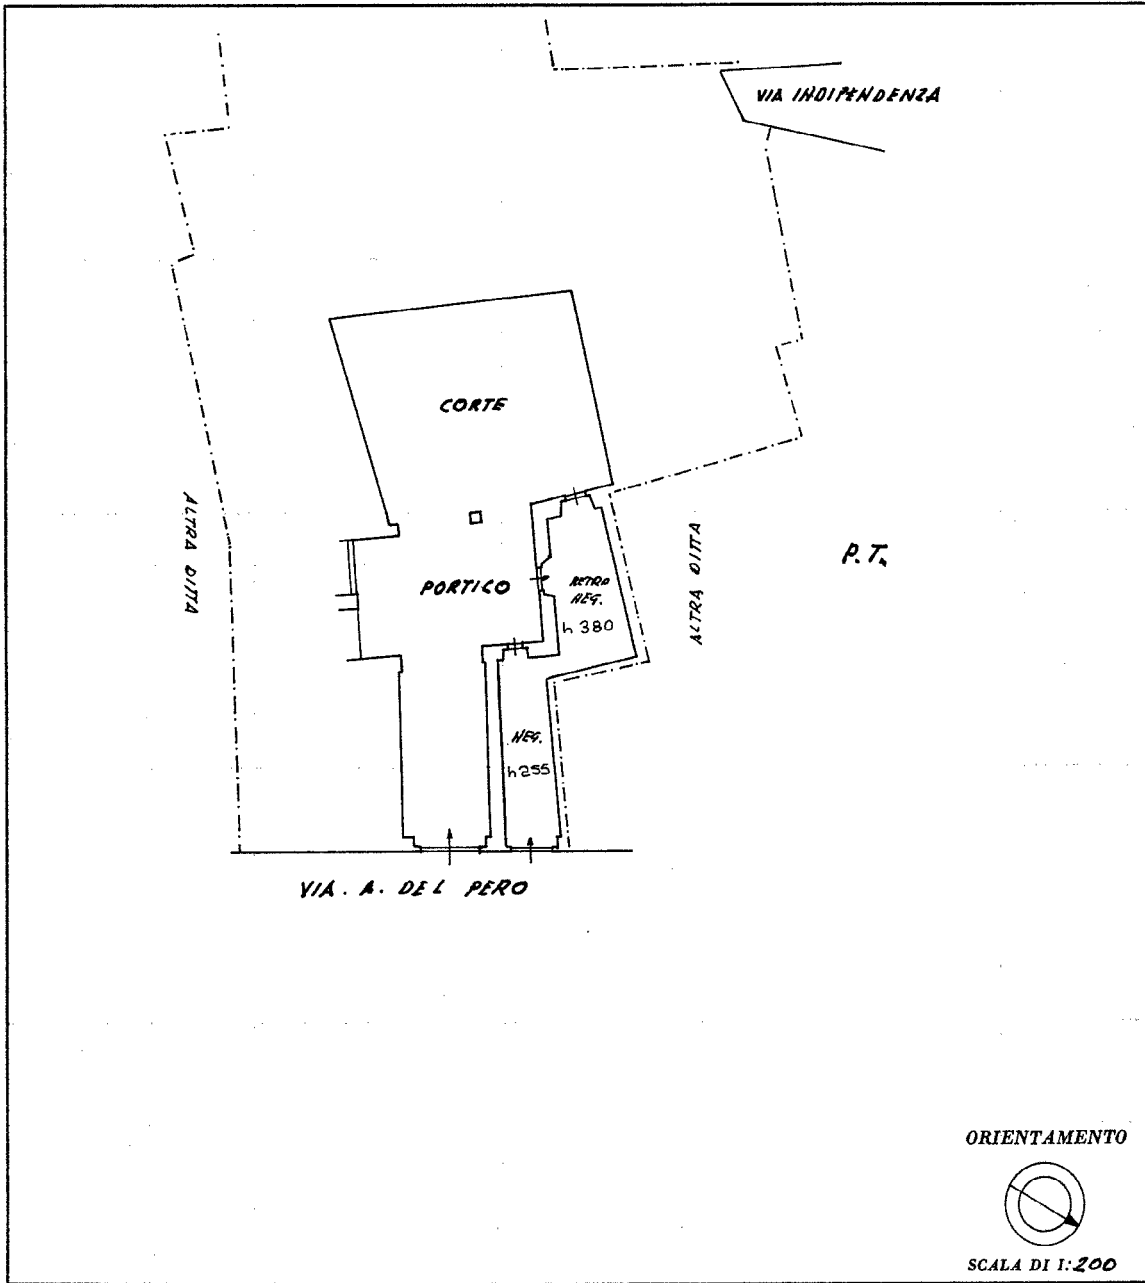 VIA INDIPENDENZA
CORTE
ALTRA DITTA
PORTICO
RETRO
NEG.
h 380
ALTRA DITTA
P.T.
NEG.
h 255
VIA. A. DEL PERO
ORIENTAMENTO
SCALA DI 1:200